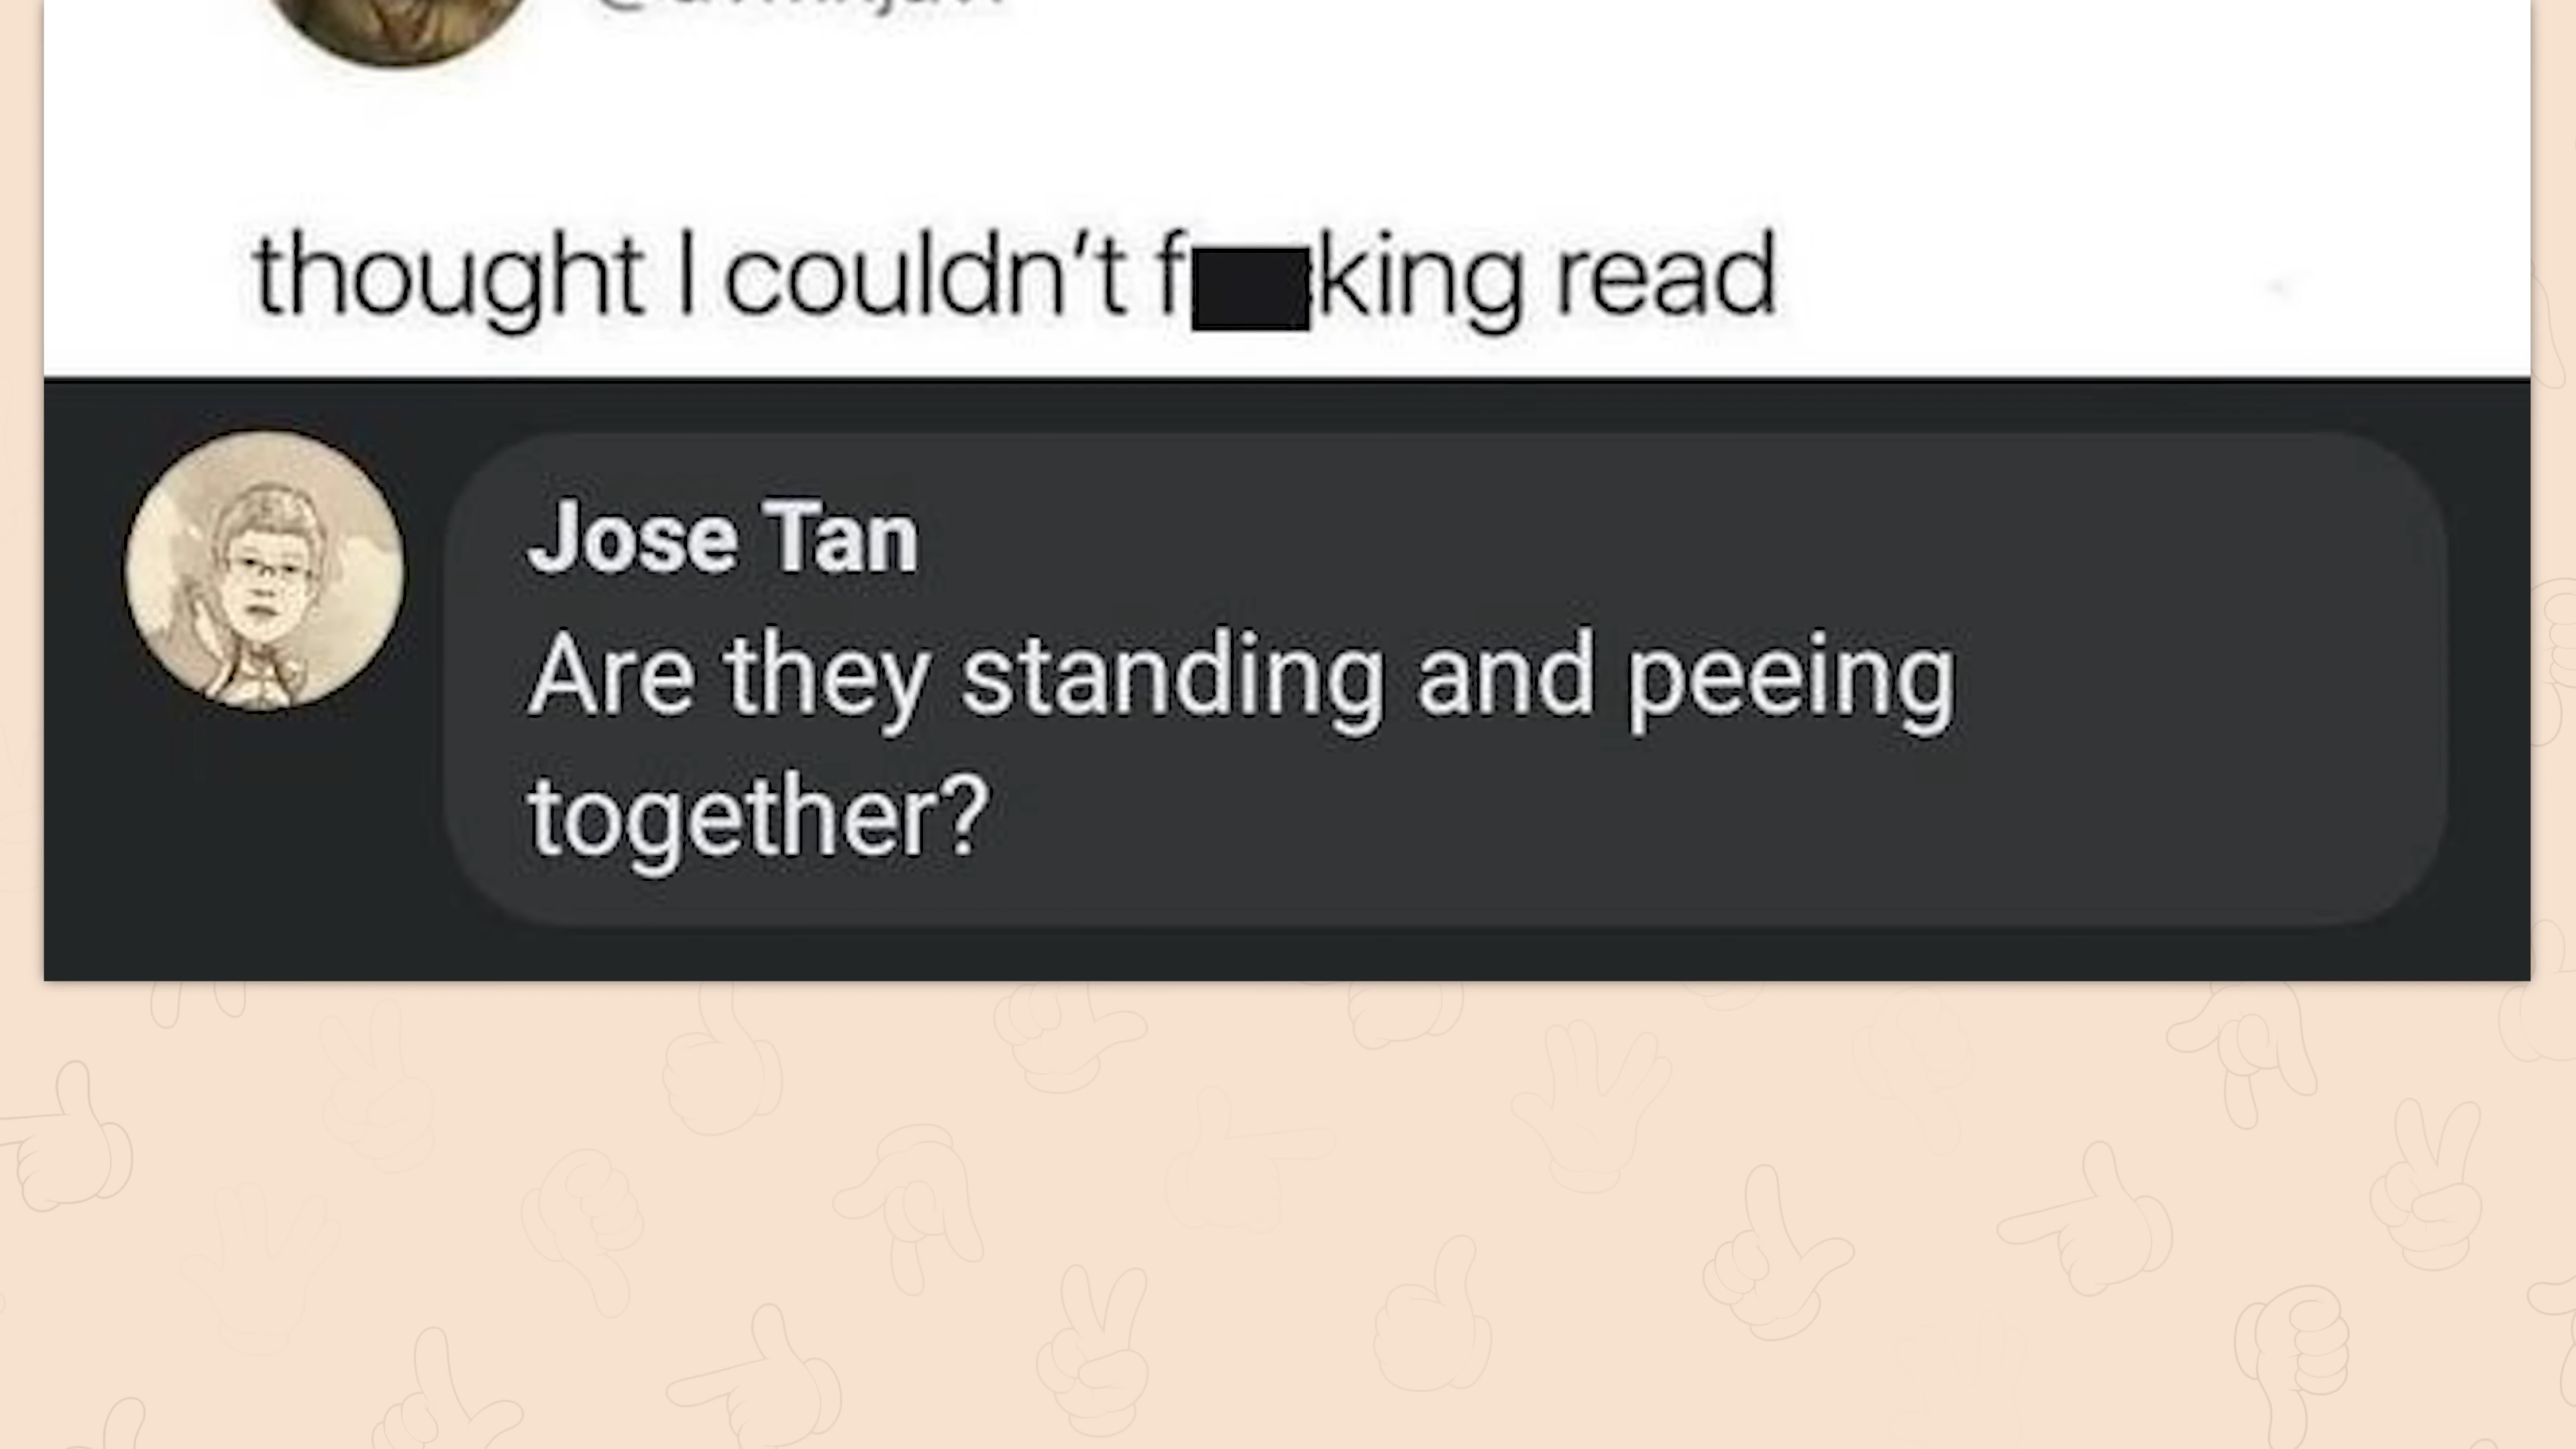 thought I couldn't f king read
Jose Tan
Are they standing and peeing
together?